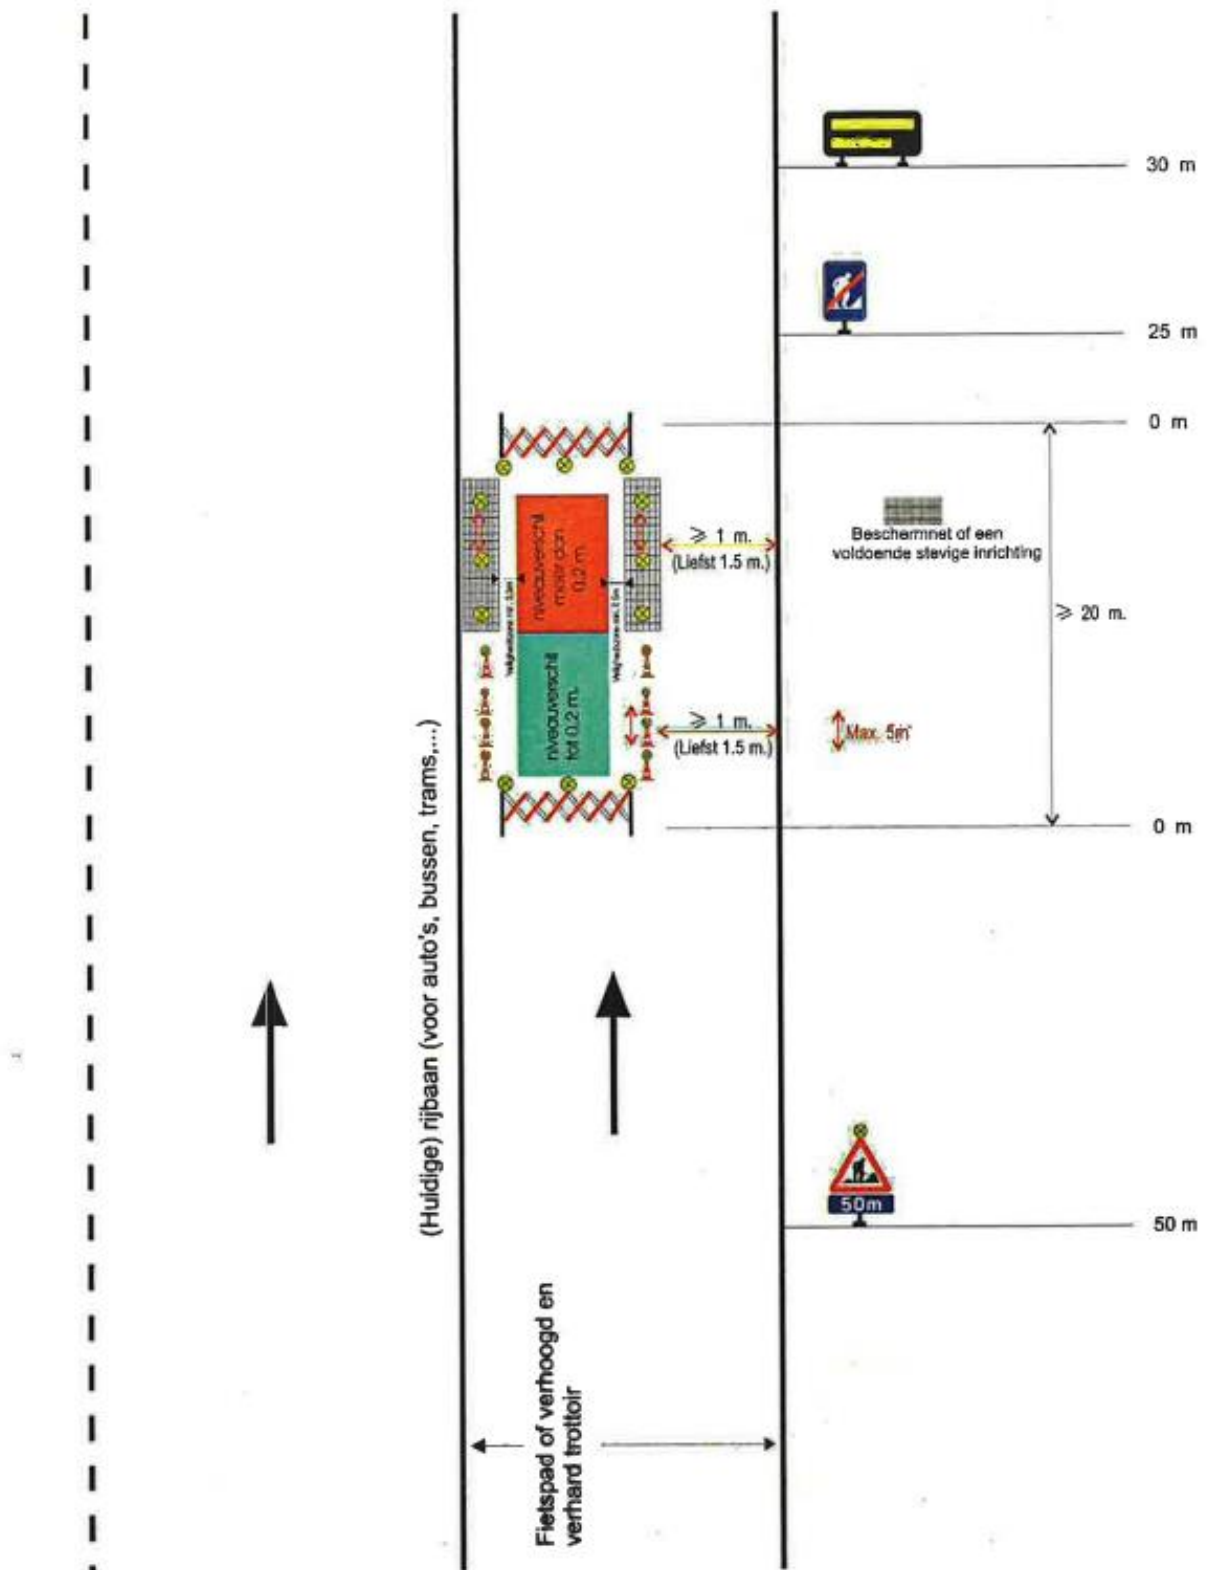 30 m
25 m
0 m
niveauverschil
meer dan
0.2 m.
⩾ 1 m.
(Liefst 1.5 m.)
Beschermnet of een
voldoende stevige inrichting
⩾ 20 m.
niveauverschil
tot 0.2 m.
⩾ 1 m.
(Liefst 1.5 m.)
Max. 5m
0 m
(Huidige) rijbaan (voor auto's, bussen, trams,...)
50m
50 m
Fietspad of verhoogd en
verhard trottoir